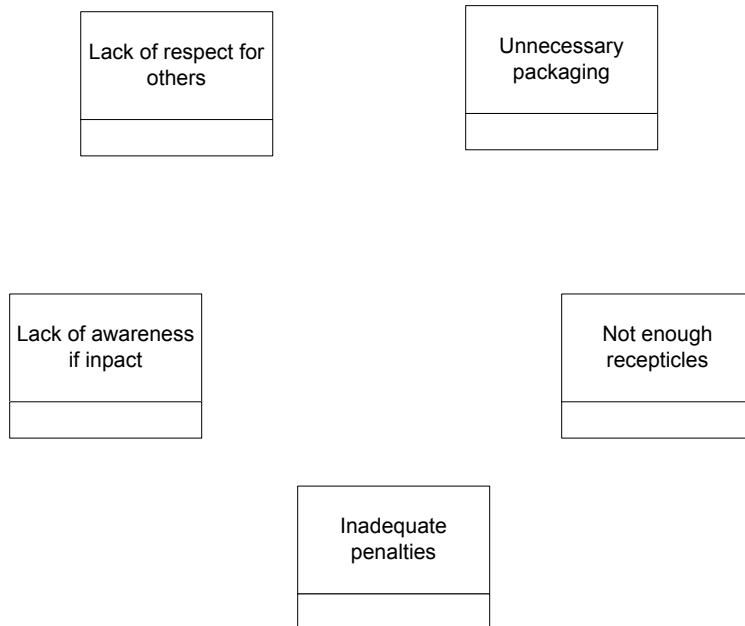 Lack of respect for
others
Unnecessary
packaging
Lack of awareness
if inpact
Not enough
recepticles
Inadequate
penalties